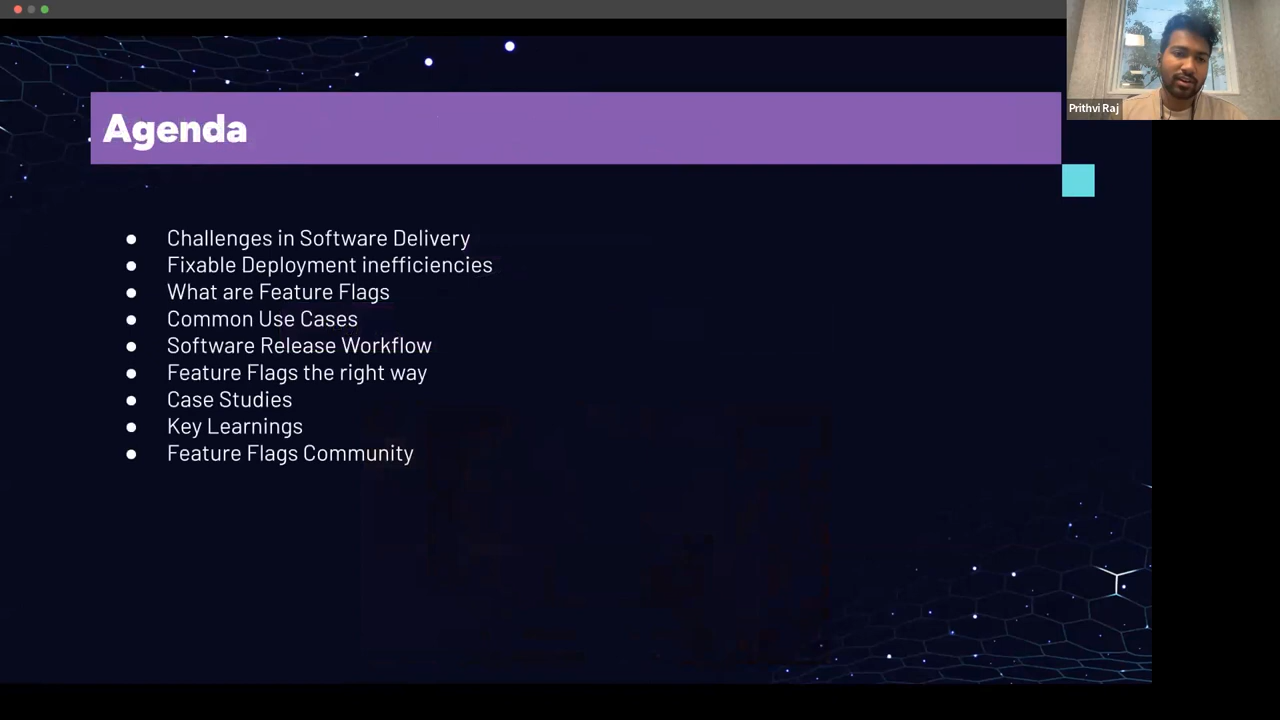 Prithvi Raj
Agenda
● Challenges in Software Delivery
● Fixable Deployment inefficiencies
● What are Feature Flags
● Common Use Cases
● Software Release Workflow
● Feature Flags the right way
● Case Studies
● Key Learnings
● Feature Flags Community